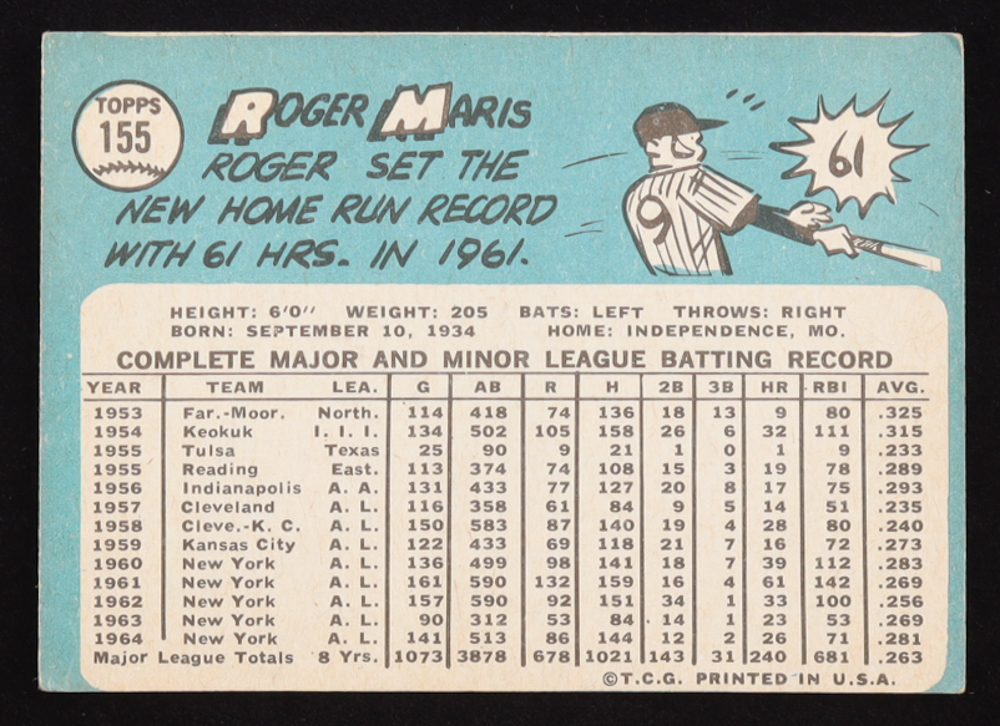 TOPPS
155
ROGER MARIS
ROGER SET THE
NEW HOME RUN RECORD
WITH 61 HRS. IN 1961.
61
9
HEIGHT: 6'0" WEIGHT: 205 BATS: LEFT THROWS: RIGHT
BORN: SEPTEMBER 10, 1934 HOME: INDEPENDENCE, MO.
COMPLETE MAJOR AND MINOR LEAGUE BATTING RECORD
YEAR TEAM LEA. G AB R H 2B 3B HR RBI AVG.
1953 Far.-Moor. North. 114 418 74 136 18 13 9 80 .325
1954 Keokuk I. I. I. 134 502 105 158 26 6 32 111 .315
1955 Tulsa Texas 25 90 9 21 1 0 1 9 .233
1955 Reading East. 113 374 74 108 15 3 19 78 .289
1956 Indianapolis A. A. 131 433 77 127 20 8 17 75 .293
1957 Cleveland A. L. 116 358 61 84 9 5 14 51 .235
1958 Cleve.-K. C. A. L. 150 583 87 140 19 4 28 80 .240
1959 Kansas City A. L. 122 433 69 118 21 7 16 72 .273
1960 New York A. L. 136 499 98 141 18 7 39 112 .283
1961 New York A. L. 161 590 132 159 16 4 61 142 .269
1962 New York A. L. 157 590 92 151 34 1 33 100 .256
1963 New York A. L. 90 312 53 84 14 1 23 53 .269
1964 New York A. L. 141 513 86 144 12 2 26 71 .281
Major League Totals 8 Yrs. 1073 3878 678 1021 143 31 240 681 .263
©T.C.G. PRINTED IN U.S.A.